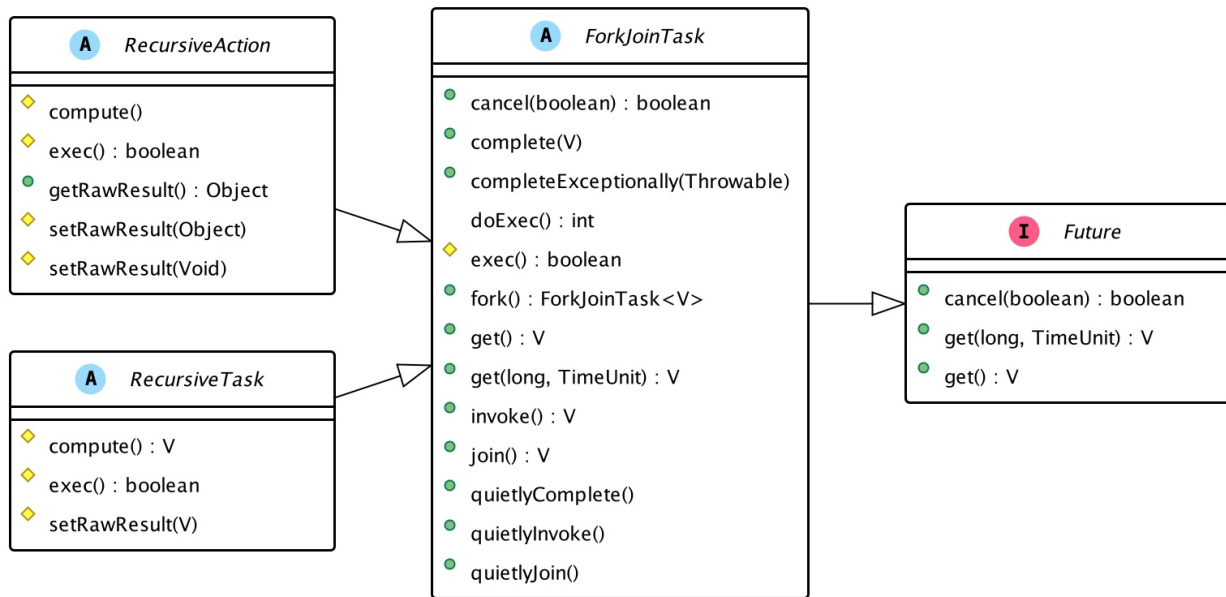 A RecursiveAction
compute()
exec() : boolean
getRawResult() : Object
setRawResult(Object)
setRawResult(Void)
A RecursiveTask
compute() : V
exec() : boolean
setRawResult(V)
A ForkJoinTask
cancel(boolean) : boolean
complete(V)
completeExceptionally(Throwable)
doExec() : int
exec() : boolean
fork() : ForkJoinTask<V>
get() : V
get(long, TimeUnit) : V
invoke() : V
join() : V
quietlyComplete()
quietlyInvoke()
quietlyJoin()
I Future
cancel(boolean) : boolean
get(long, TimeUnit) : V
get() : V